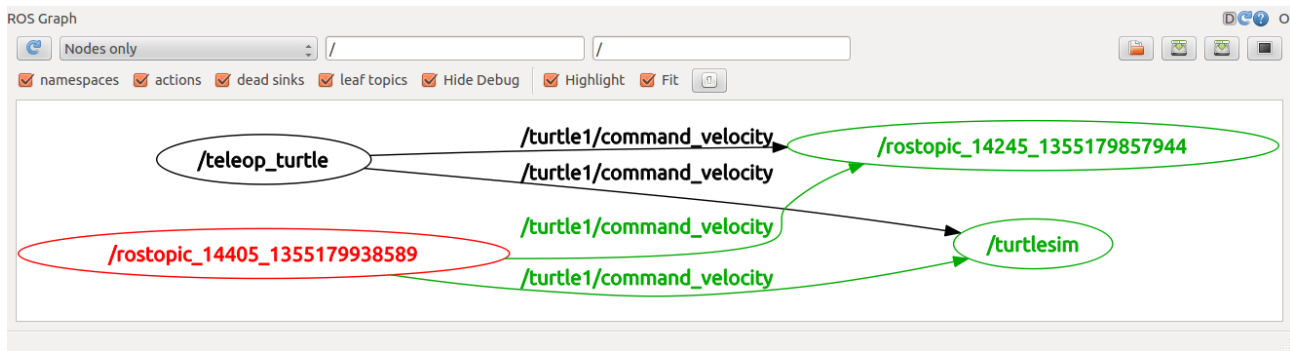 ROS Graph
D
O
Nodes only
/
/
namespaces
actions
dead sinks
leaf topics
Hide Debug
Highlight
Fit
/turtle1/command_velocity
/teleop_turtle
/rostopic_14245_1355179857944
/turtle1/command_velocity
/turtle1/command_velocity
/turtlesim
/rostopic_14405_1355179938589
/turtle1/command_velocity